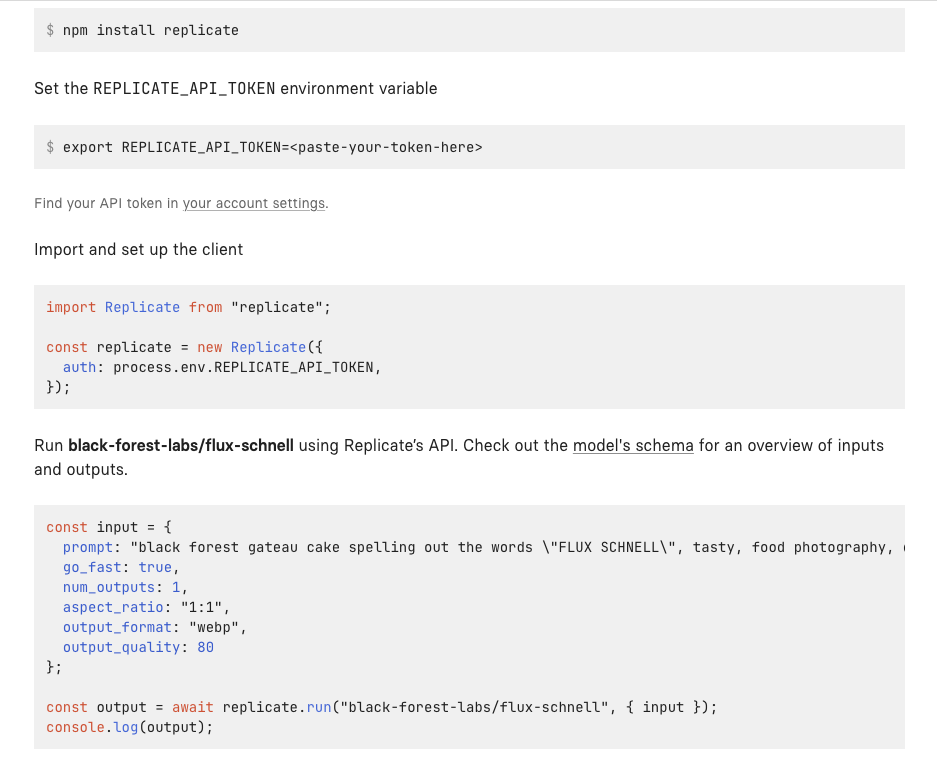 $ npm install replicate
Set the REPLICATE_API_TOKEN environment variable
$ export REPLICATE_API_TOKEN=<paste-your-token-here>
Find your API token in your account settings.
Import and set up the client
import Replicate from "replicate";
const replicate = new Replicate({
  auth: process.env.REPLICATE_API_TOKEN,
});
Run black-forest-labs/flux-schnell using Replicate’s API. Check out the model's schema for an overview of inputs
and outputs.
const input = {
  prompt: "black forest gateau cake spelling out the words \"FLUX SCHNELL\", tasty, food photography,
  go_fast: true,
  num_outputs: 1,
  aspect_ratio: "1:1",
  output_format: "webp",
  output_quality: 80
};
const output = await replicate.run("black-forest-labs/flux-schnell", { input });
console.log(output);